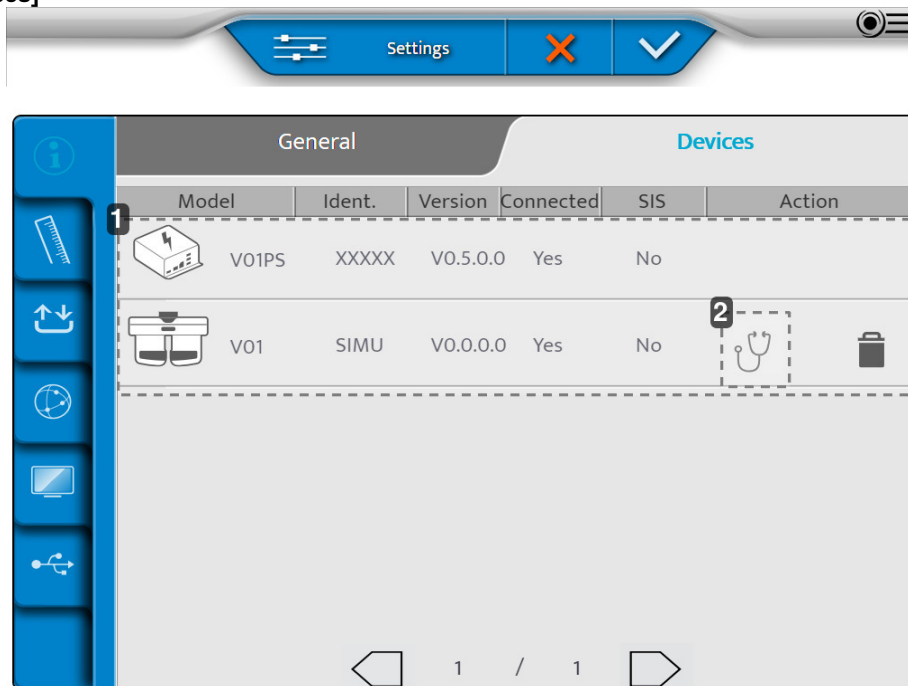 Settings
General Devices
Model Ident. Version Connected SIS Action
1
V01PS XXXXX V0.5.0.0 Yes No
2
V01 SIMU V0.0.0.0 Yes No
1 / 1